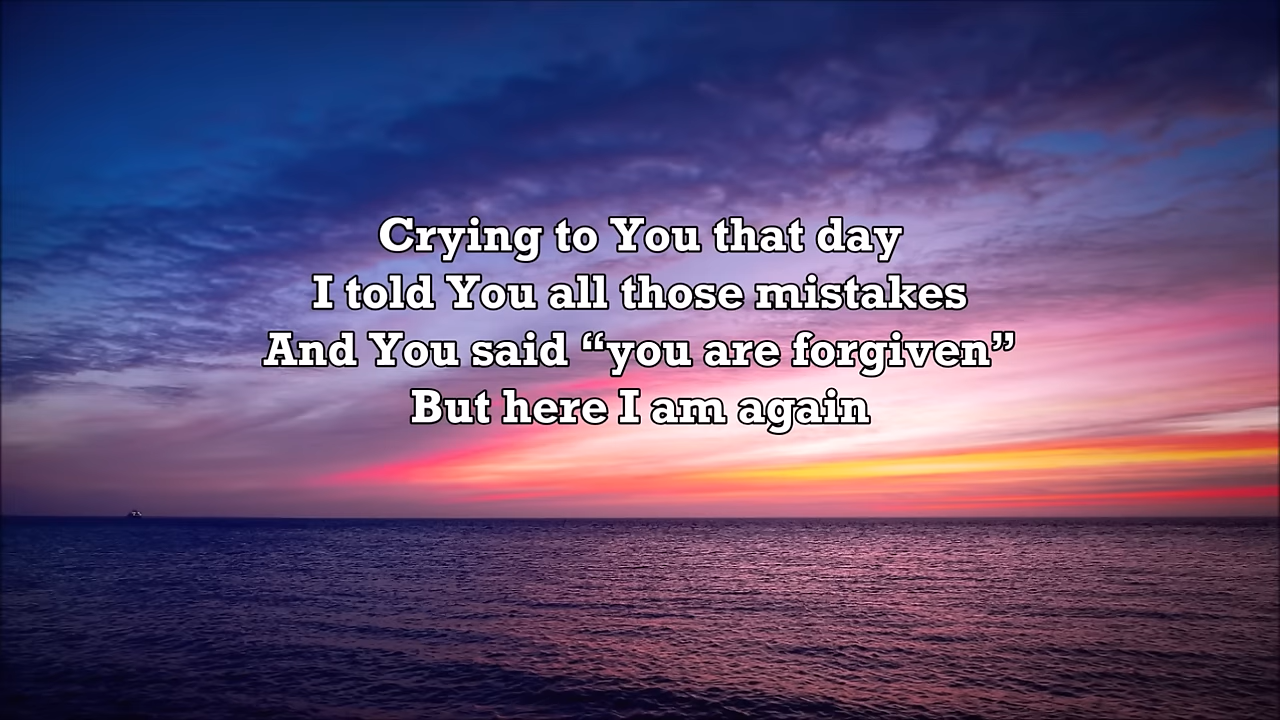 Crying to You that day
I told You all those mistakes
And You said “you are forgiven”
But here I am again